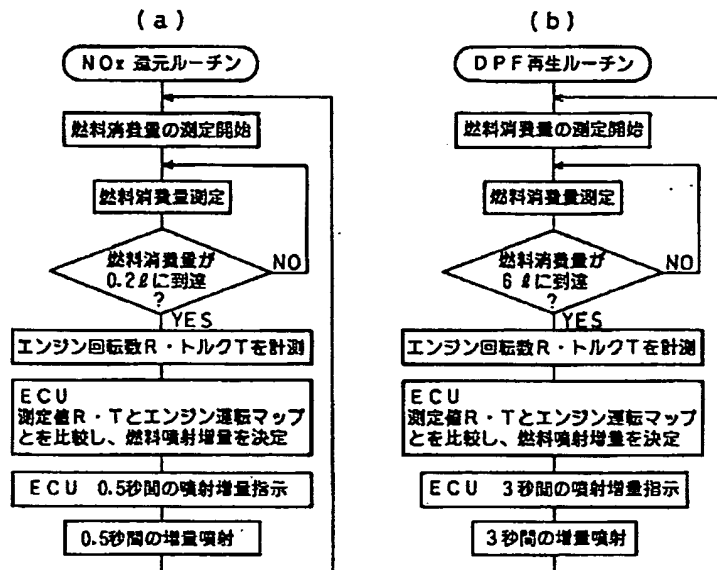 (a)
NOx 還元ルーチン
燃料消費量の測定開始
燃料消費量測定
燃料消費量が
0.2ℓに到達
?
NO
YES
エンジン回転数R・トルクTを計測
ECU
測定値R・Tとエンジン運転マップ
とを比較し、燃料噴射増量を決定
ECU 0.5秒間の噴射増量指示
0.5秒間の増量噴射
(b)
DPF再生ルーチン
燃料消費量の測定開始
燃料消費量測定
燃料消費量が
6ℓに到達
?
NO
YES
エンジン回転数R・トルクTを計測
ECU
測定値R・Tとエンジン運転マップ
とを比較し、燃料噴射増量を決定
ECU 3秒間の噴射増量指示
3秒間の増量噴射